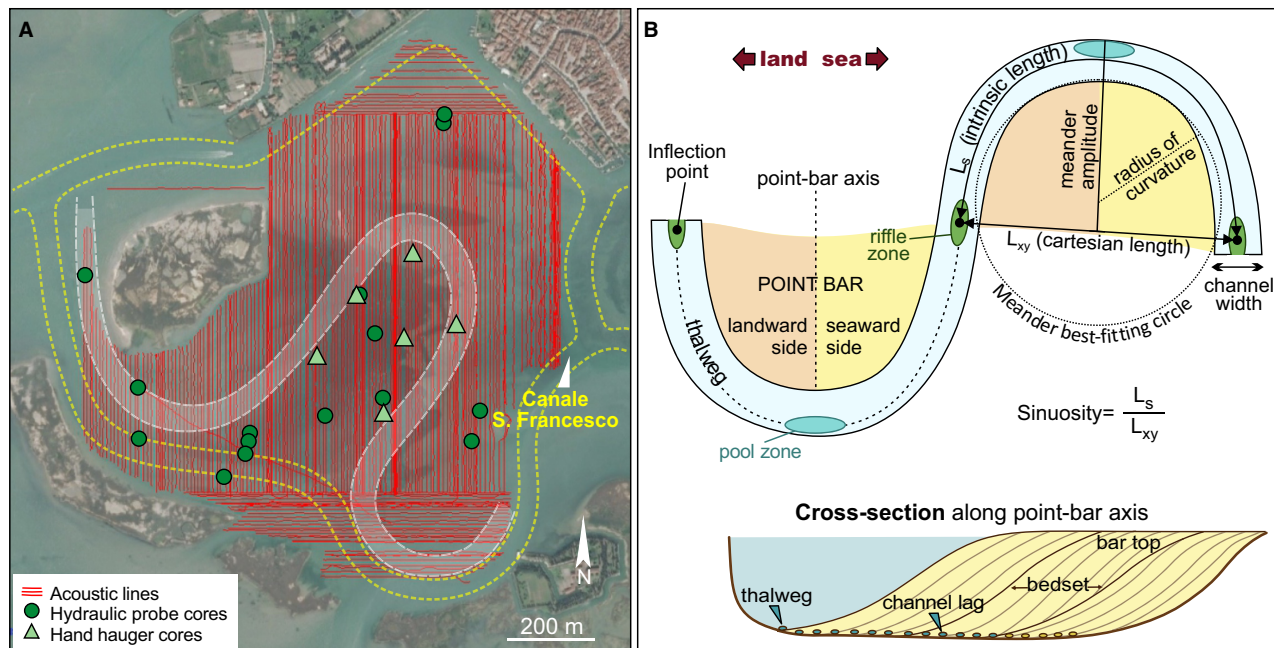 A
Canale
S. Francesco
N
Acoustic lines
Hydraulic probe cores
Hand hauger cores
200 m
B
land sea
Inflection
point
point-bar axis
Ls (intrinsic length)
meander
amplitude
radius of
curvature
riffle
zone
Lxy (cartesian length)
channel
width
Meander best-fitting circle
POINT BAR
landward
side
seaward
side
thalweg
pool zone
Sinuosity= Ls
Lxy
Cross-section along point-bar axis
bar top
bedset
thalweg
channel lag